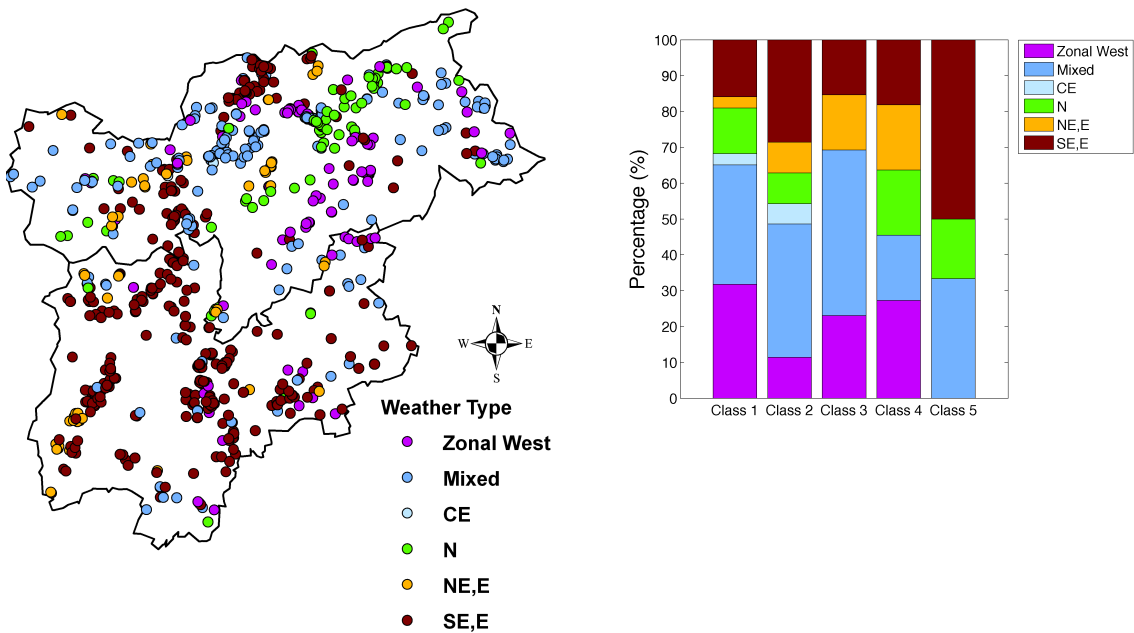 N
W E
S
Weather Type
Zonal West
Mixed
CE
N
NE,E
SE,E
Percentage (%)
100
90
80
70
60
50
40
30
20
10
0
Class 1 Class 2 Class 3 Class 4 Class 5
Zonal West
Mixed
CE
N
NE,E
SE,E